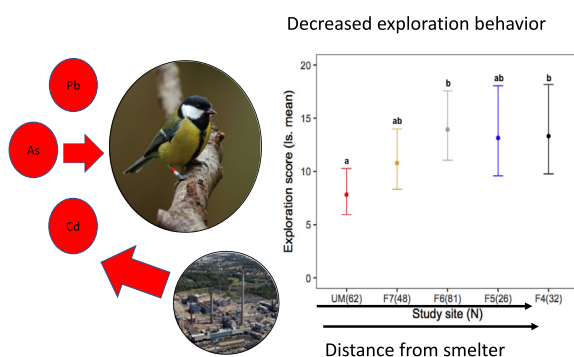 Decreased exploration behavior
Pb
As
Cd
Exploration score (ls. mean)
20
15
10
5
0
a
ab
b
ab
b
UM(62) F7(48) F6(81) F5(26) F4(32)
Study site (N)
Distance from smelter